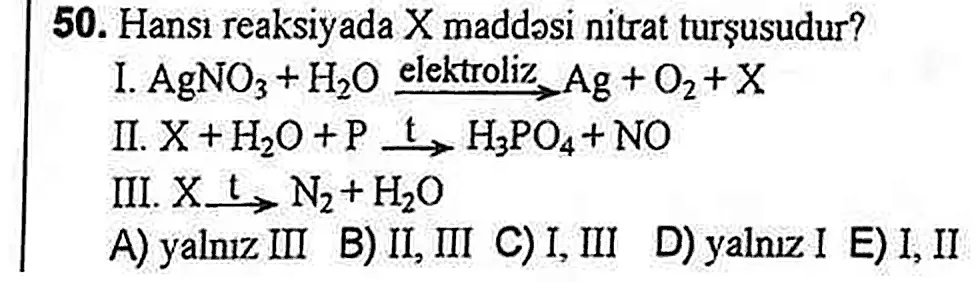 50. Hansı reaksiyada X maddəsi nitrat turşusudur?
I. AgNO₃ + H₂O elektroliz→ Ag + O₂ + X
II. X + H₂O + P t→ H₃PO₄ + NO
III. X t→ N₂ + H₂O
A) yalnız III B) II, III C) I, III D) yalnız I E) I, II